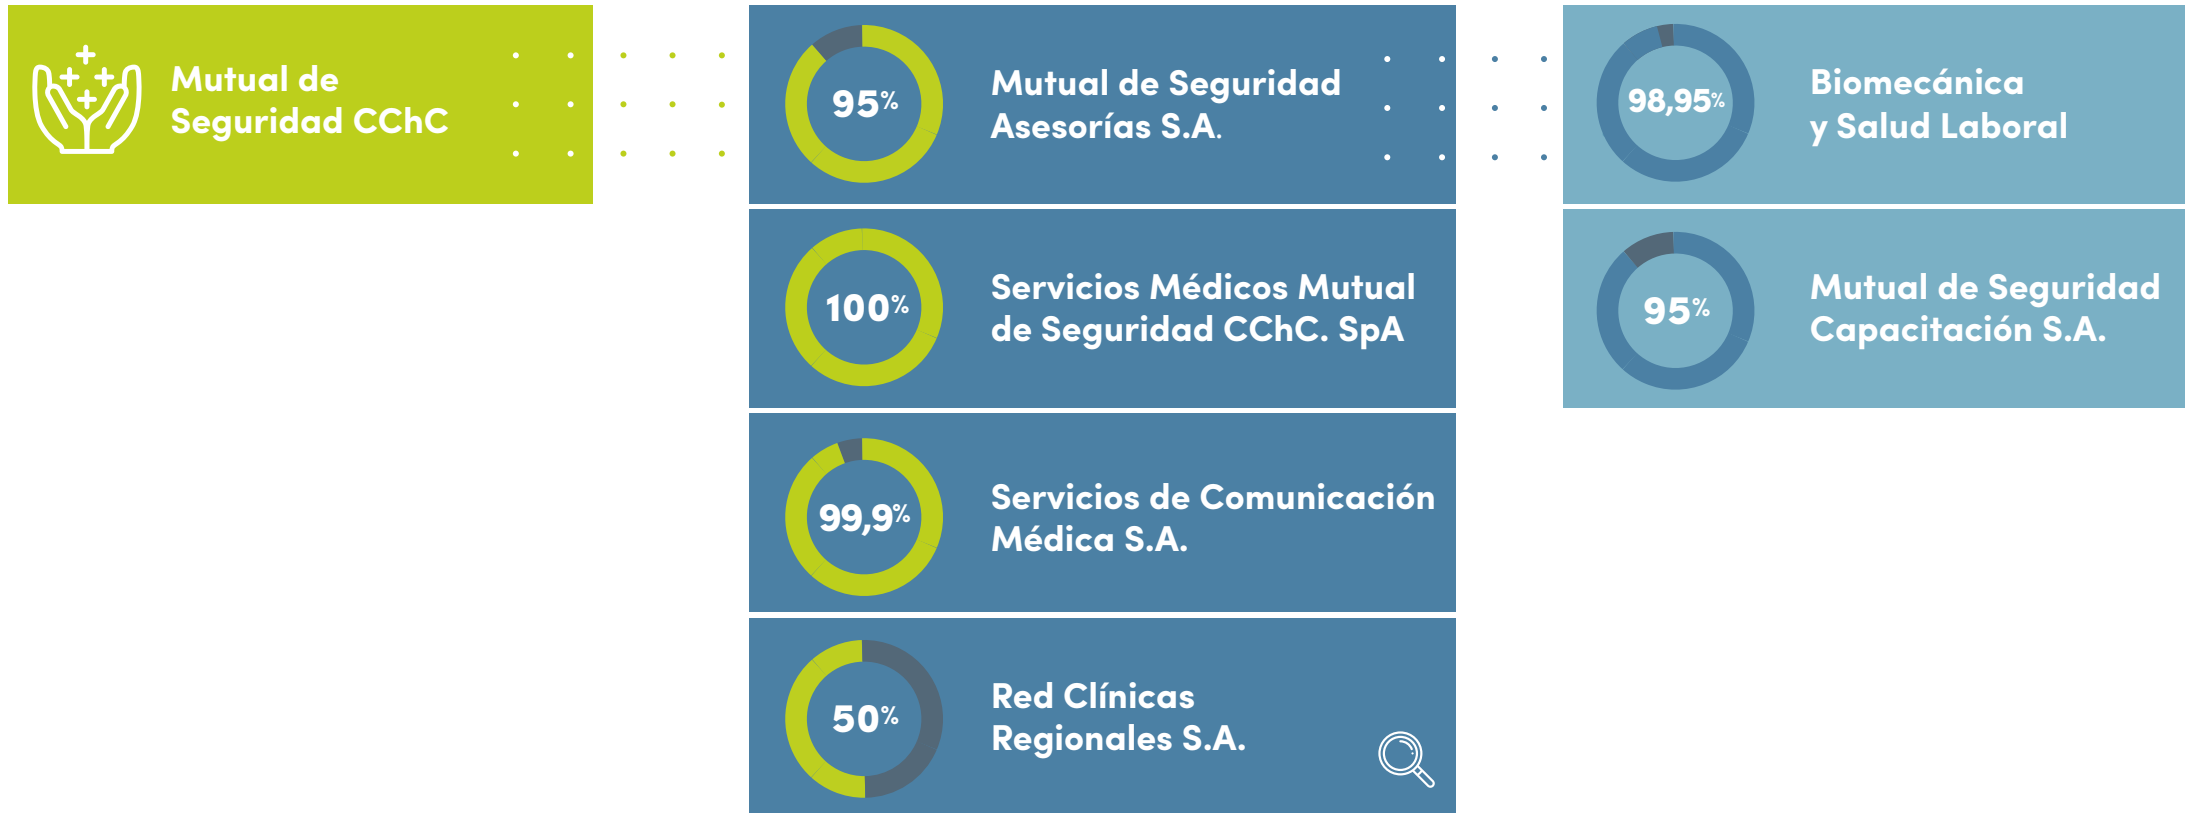 Mutual de
Seguridad CChC
95%
Mutual de Seguridad
Asesorías S.A.
98,95%
Biomecánica
y Salud Laboral
100%
Servicios Médicos Mutual
de Seguridad CChC. SpA
95%
Mutual de Seguridad
Capacitación S.A.
99,9%
Servicios de Comunicación
Médica S.A.
50%
Red Clínicas
Regionales S.A.